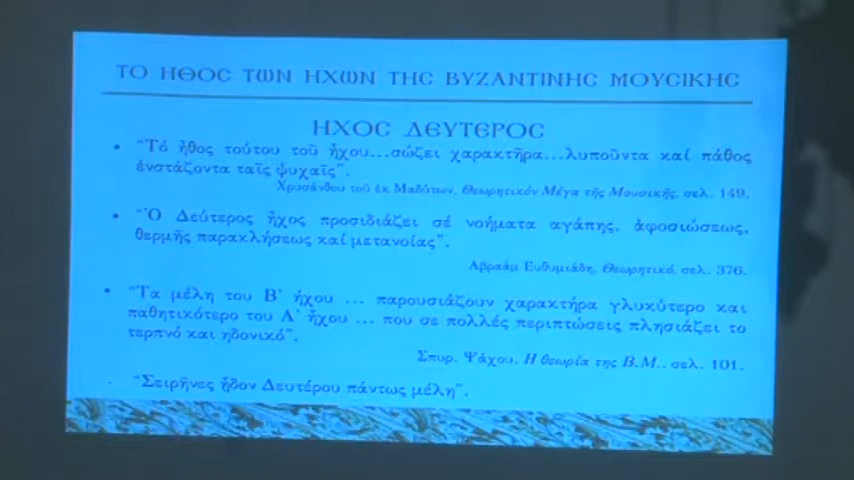 ΤΟ ΗΘΟΣ ΤΩΝ ΗΧΩΝ ΤΗΣ ΒΥΖΑΝΤΙΝΗΣ ΜΟΥΣΙΚΗΣ
ΗΧΟΣ ΔΕΥΤΕΡΟΣ
• “Τό ἦθος τούτου τοῦ ἤχου...σώζει χαρακτῆρα...λυποῦντα καί πάθος
ἐνστάζοντα ταῖς ψυχαῖς”.
Χρυσάνθου τοῦ ἐκ Μαδύτων, Θεωρητικόν Μέγα τῆς Μουσικῆς, σελ. 149.
• “Ὁ Δεύτερος ἦχος προσιδιάζει σέ νοήματα αγάπης, ἀφοσιώσεως,
θερμῆς παρακλήσεως καί μετανοίας”.
Αβραάμ Ευθυμιάδη, Θεωρητικό, σελ. 376.
• “Τα μέλη του Β΄ ήχου ... παρουσιάζουν χαρακτήρα γλυκύτερο και
παθητικότερο του Α΄ ἤχου ... που σε πολλές περιπτώσεις πλησιάζει το
τερπνό και ηδονικό”.
Σπυρ. Ψάχου, Η θεωρία της Β.Μ., σελ. 101.
“Σειρῆνες ᾖδον Δευτέρου πάντως μέλη”.